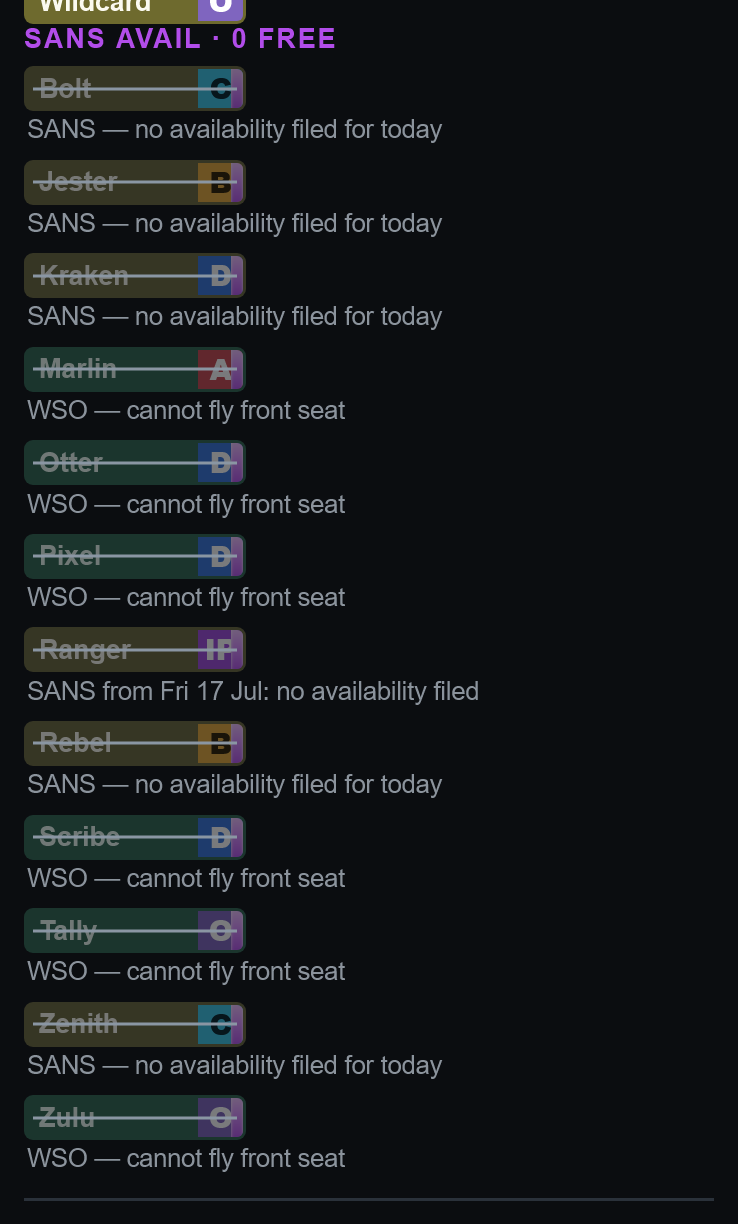 Wildcard O
SANS AVAIL · 0 FREE
Bolt C
SANS — no availability filed for today
Jester B
SANS — no availability filed for today
Kraken D
SANS — no availability filed for today
Marlin A
WSO — cannot fly front seat
Otter D
WSO — cannot fly front seat
Pixel D
WSO — cannot fly front seat
Ranger IP
SANS from Fri 17 Jul: no availability filed
Rebel B
SANS — no availability filed for today
Scribe D
WSO — cannot fly front seat
Tally O
WSO — cannot fly front seat
Zenith C
SANS — no availability filed for today
Zulu O
WSO — cannot fly front seat